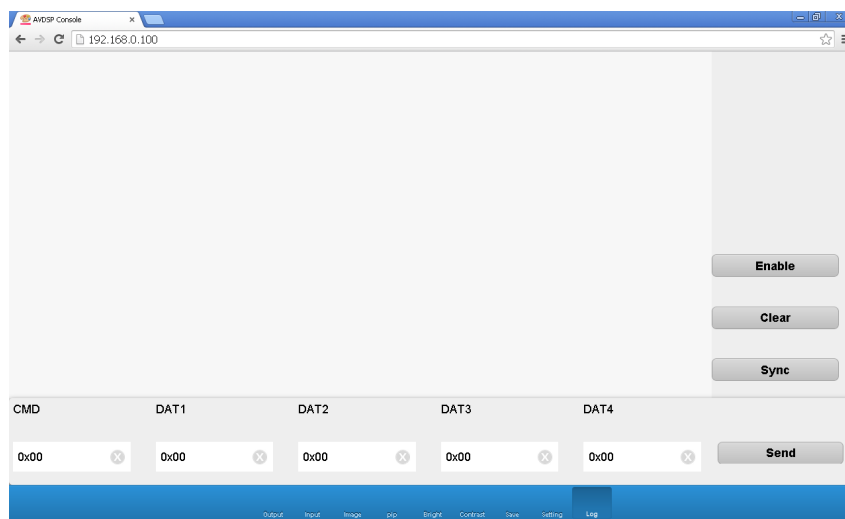 AVDSP Console
192.168.0.100
Enable
Clear
Sync
CMD DAT1 DAT2 DAT3 DAT4
0x00 0x00 0x00 0x00 0x00 Send
Output Input Image pip Bright Contrast Save Setting Log